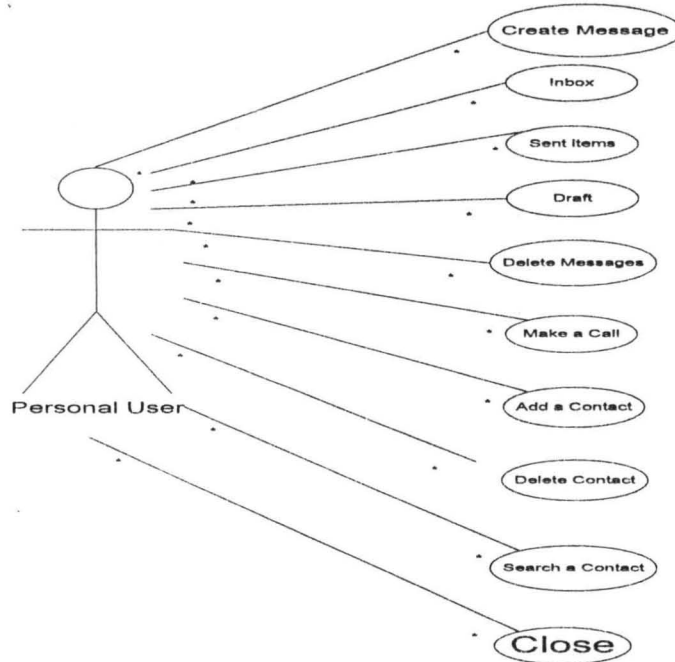 Create Message
Inbox
Sent Items
Draft
Delete Messages
Make a Call
Add a Contact
Personal User
Delete Contact
Search a Contact
Close